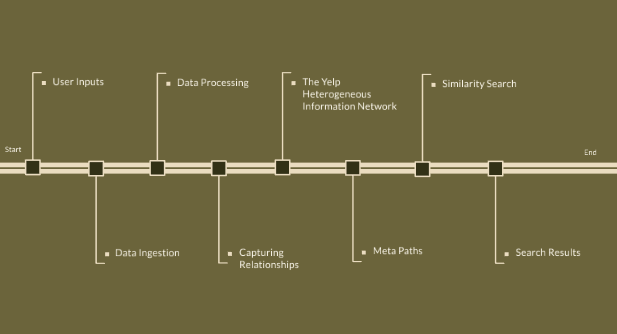 User Inputs
Data Processing
The Yelp
Heterogeneous
Information Network
Similarity Search
Start
End
Data Ingestion
Capturing
Relationships
Meta Paths
Search Results